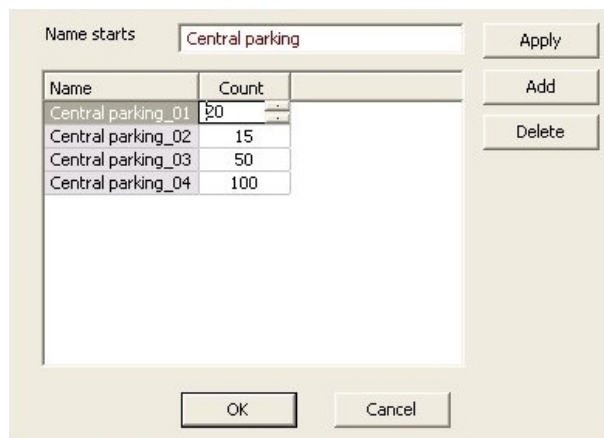 Name starts Central parking Apply
Name Count Add
Central parking_01 20
Central parking_02 15 Delete
Central parking_03 50
Central parking_04 100
OK Cancel